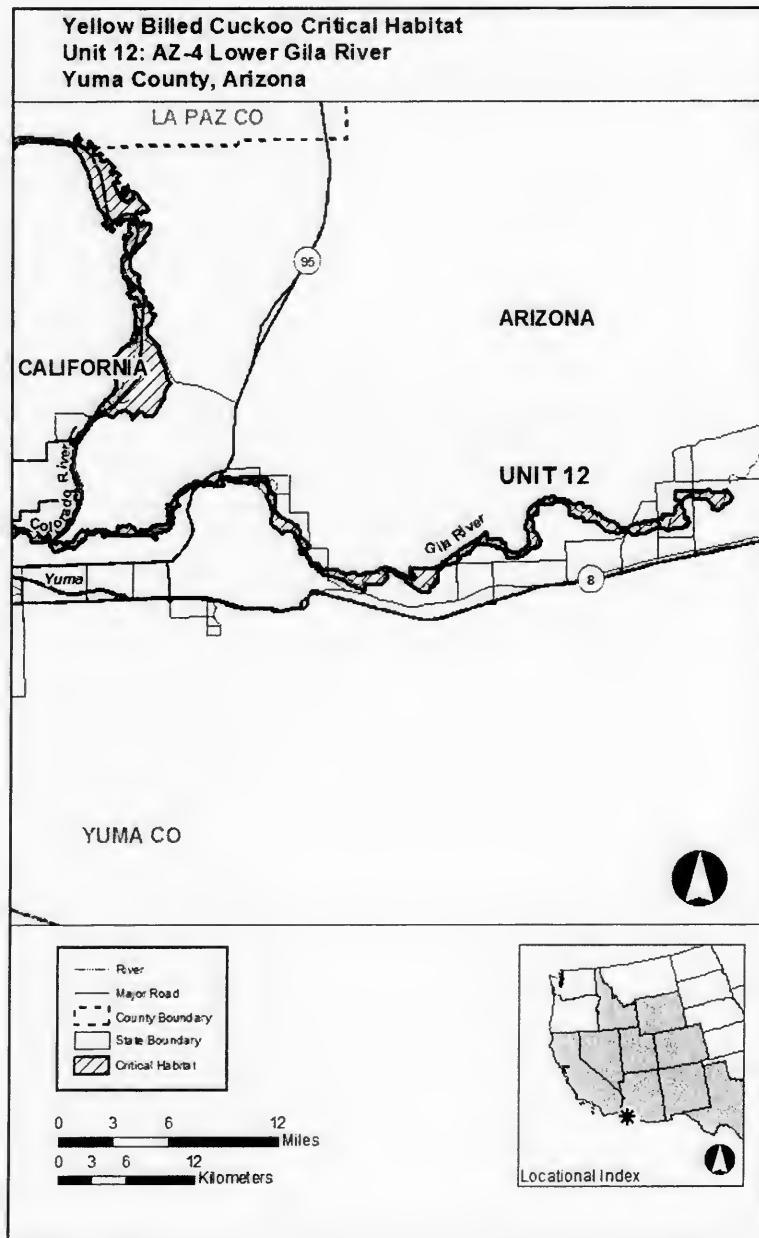 Yellow Billed Cuckoo Critical Habitat
Unit 12: AZ-4 Lower Gila River
Yuma County, Arizona
LA PAZ CO
95
ARIZONA
CALIFORNIA
UNIT 12
Colorado River
Gila River
Yuma
8
YUMA CO
River
Major Road
County Boundary
State Boundary
Critical Habitat
0 3 6 12
Miles
0 3 6 12
Kilometers
Locational Index